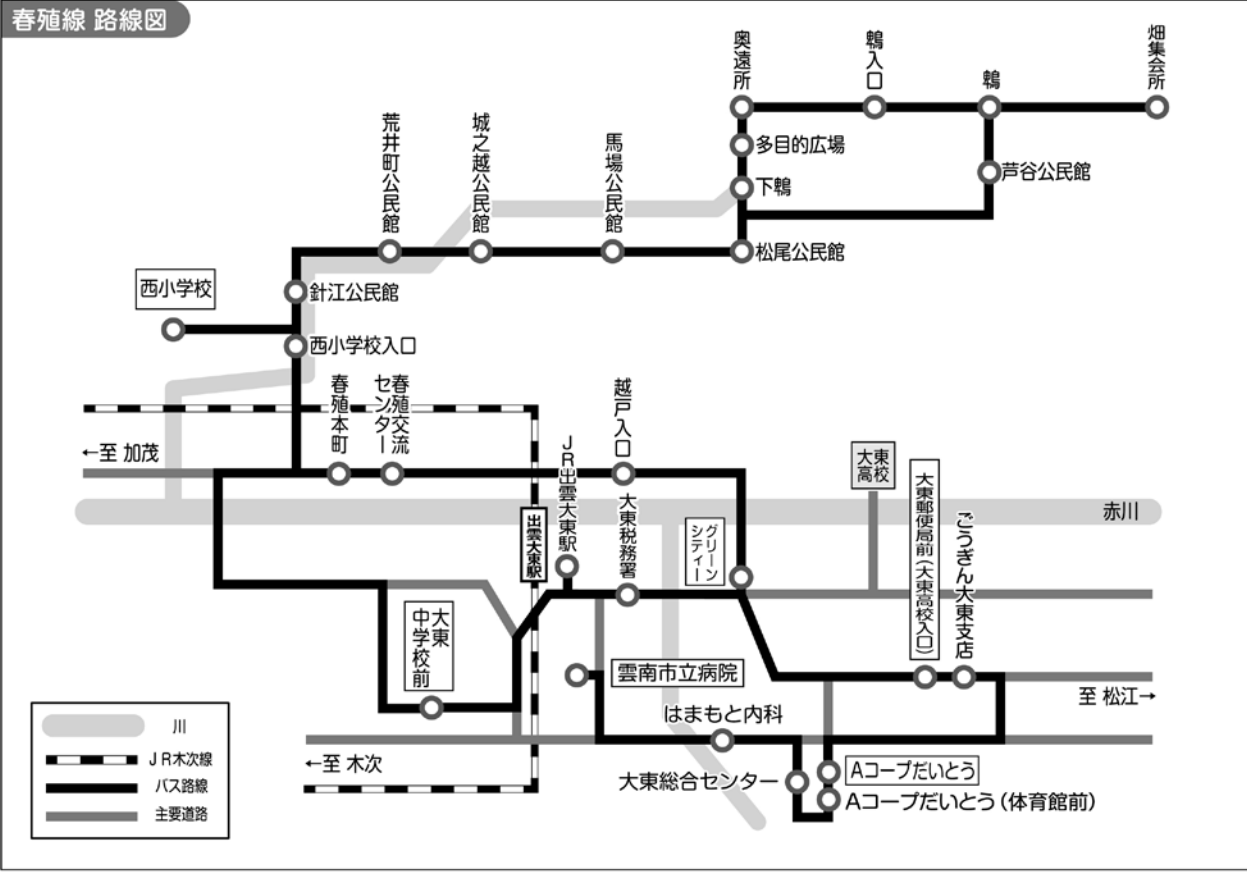 春殖線 路線図
奥遠所
鵯入口
鵯
畑集会所
多目的広場
下鵯
芦谷公民館
荒井町公民館
城之越公民館
馬場公民館
松尾公民館
針江公民館
西小学校
西小学校入口
春殖本町
春殖交流
センター
越戸入口
←至 加茂
JR出雲大東駅
出雲大東駅
大東税務署
グリーン
シティー
大東
高校
大東郵便局前(大東高校入口)
ごうぎん大東支店
赤川
大東
中学校前
雲南市立病院
はまもと内科
至 松江→
←至 木次
大東総合センター
Aコープだいとう
Aコープだいとう(体育館前)
川
JR木次線
バス路線
主要道路